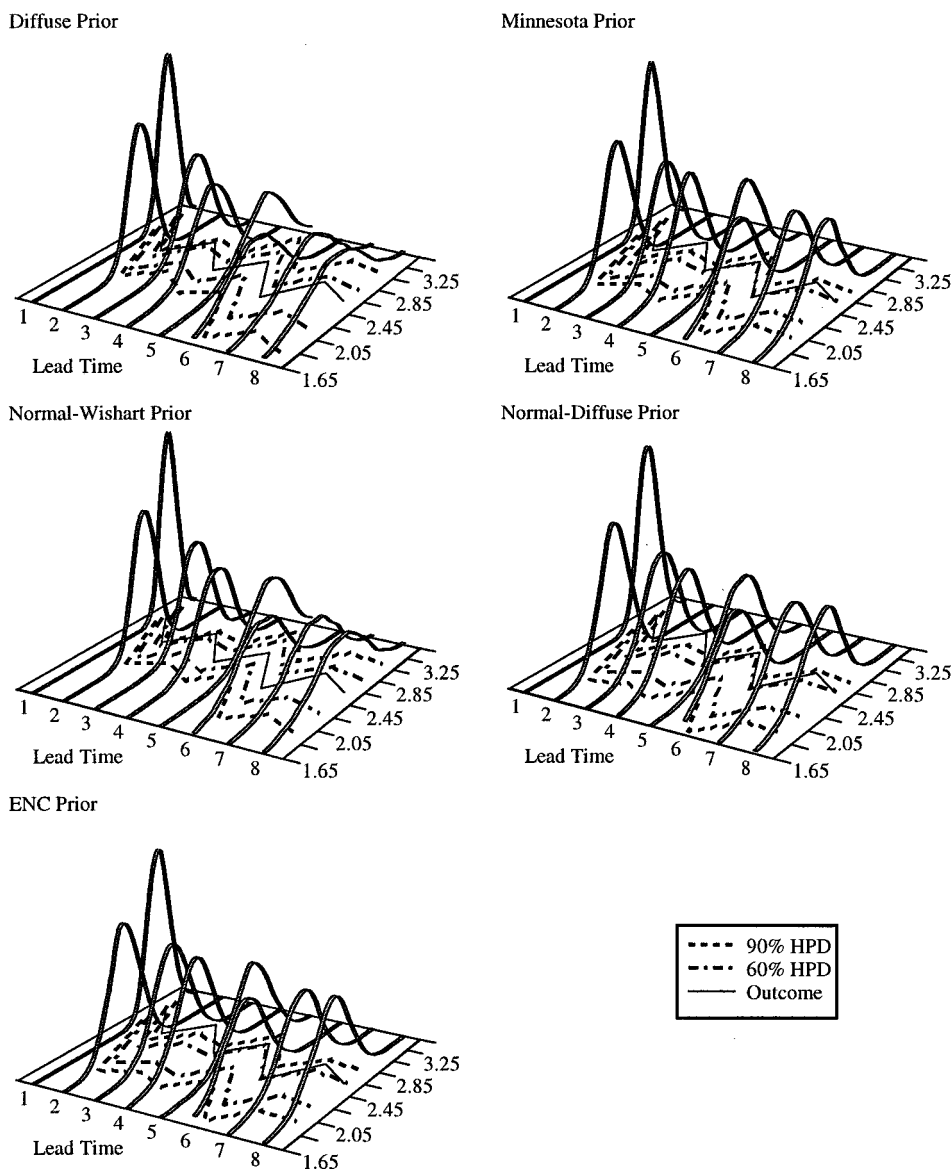 Diffuse Prior
Minnesota Prior
3.25
2.85
2.45
2.05
1.65
1 2 3 4 5 6 7 8
Lead Time
3.25
2.85
2.45
2.05
1.65
1 2 3 4 5 6 7 8
Lead Time
Normal-Wishart Prior
Normal-Diffuse Prior
3.25
2.85
2.45
2.05
1.65
1 2 3 4 5 6 7 8
Lead Time
3.25
2.85
2.45
2.05
1.65
1 2 3 4 5 6 7 8
Lead Time
ENC Prior
3.25
2.85
2.45
2.05
1.65
1 2 3 4 5 6 7 8
Lead Time
90% HPD
60% HPD
Outcome